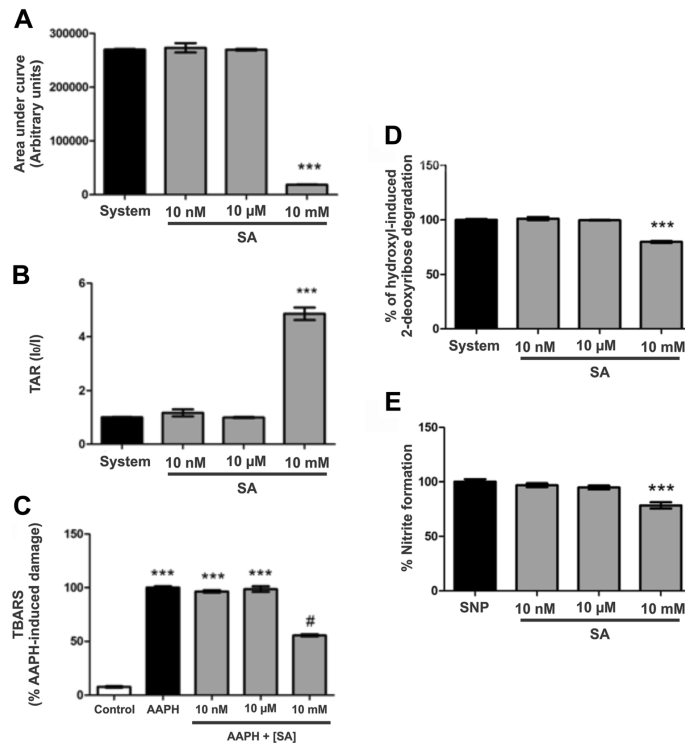 A
Area under curve
(Arbitrary units)
300000
200000
100000
0
***
System
10 nM
10 µM
10 mM
SA
B
TAR (I0/I)
6
4
2
0
***
System
10 nM
10 µM
10 mM
SA
C
TBARS
(% AAPH-induced damage)
150
100
50
0
***
***
***
#
Control
AAPH
10 nM
10 µM
10 mM
AAPH + [SA]
D
% of hydroxyl-induced
2-deoxyribose degradation
150
100
50
0
***
System
10 nM
10 µM
10 mM
SA
E
% Nitrite formation
150
100
50
0
***
SNP
10 nM
10 µM
10 mM
SA